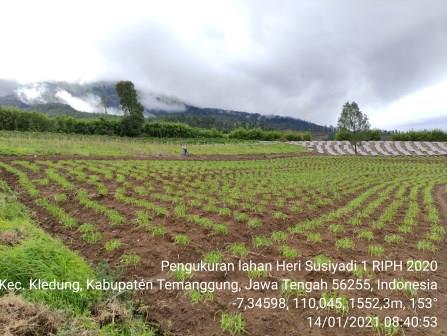 Pengukuran lahan Heri Susiyadi 1 RIPH 2020
Kec. Kledung, Kabupaten Temanggung, Jawa Tengah 56255, Indonesia
-7,34598, 110,045, 1552,3m, 153°
14/01/2021 08:40:53